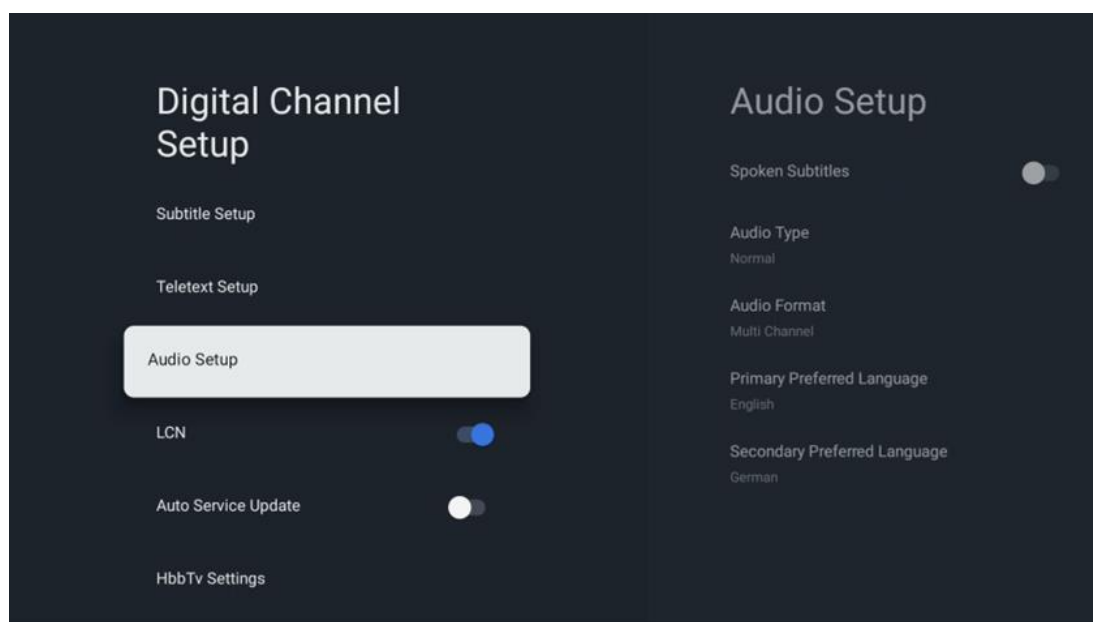 Digital Channel
Setup
Subtitle Setup
Teletext Setup
Audio Setup
LCN
Auto Service Update
HbbTv Settings
Audio Setup
Spoken Subtitles
Audio Type
Normal
Audio Format
Multi Channel
Primary Preferred Language
English
Secondary Preferred Language
German